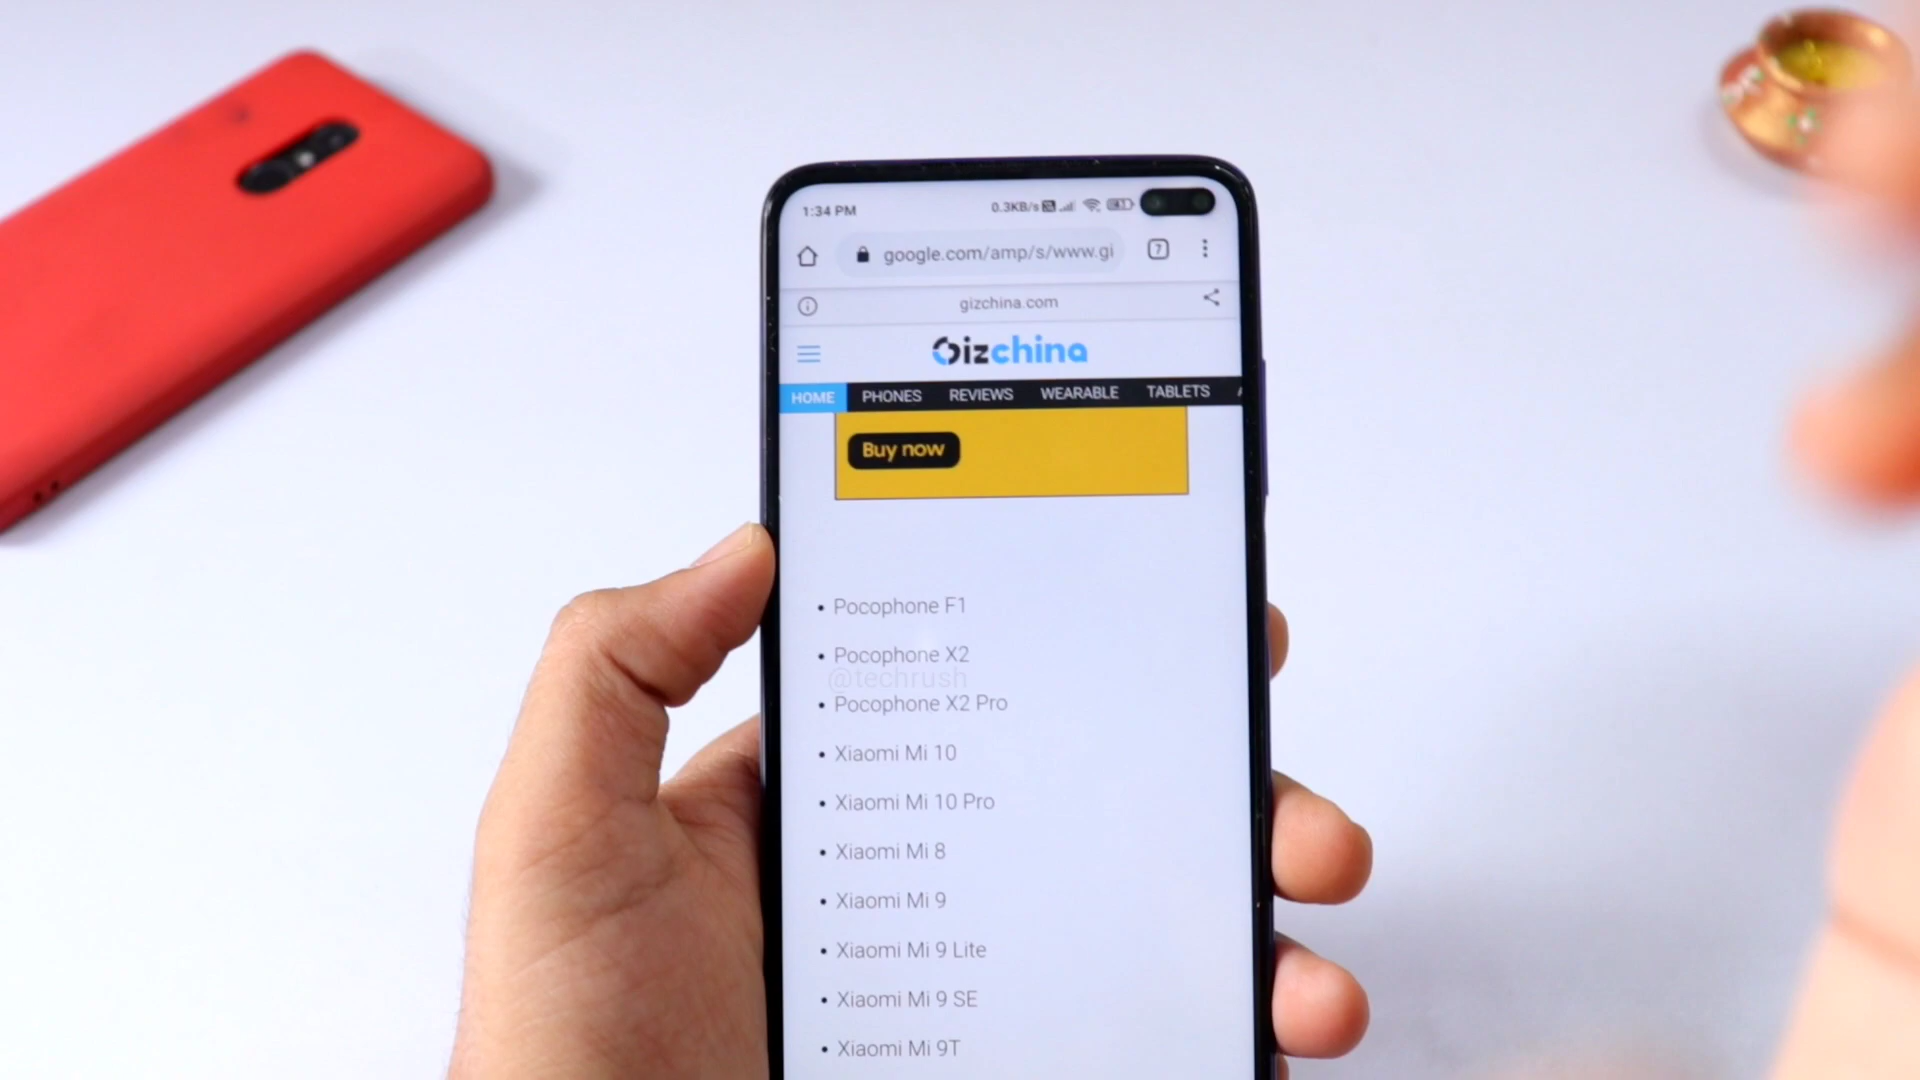 1:34 PM 0.3KB/s
google.com/amp/s/www.gi 7
gizchina.com
Gizchina
HOME PHONES REVIEWS WEARABLE TABLETS
Buy now
• Pocophone F1
• Pocophone X2
@techrush
• Pocophone X2 Pro
• Xiaomi Mi 10
• Xiaomi Mi 10 Pro
• Xiaomi Mi 8
• Xiaomi Mi 9
• Xiaomi Mi 9 Lite
• Xiaomi Mi 9 SE
• Xiaomi Mi 9T